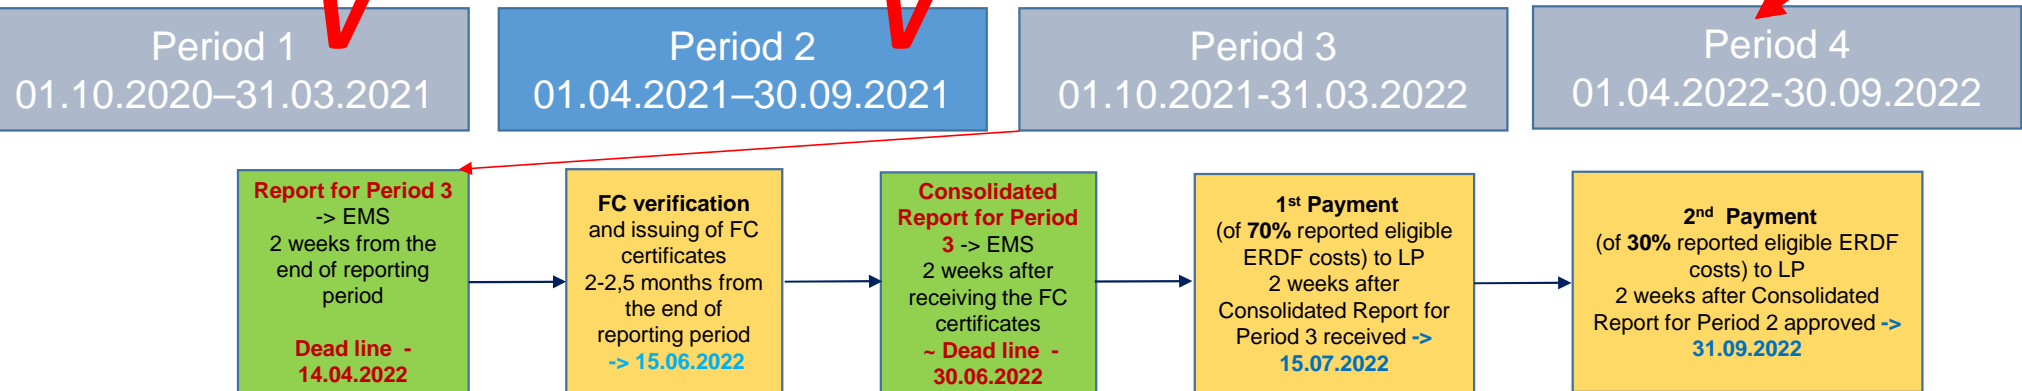 Period 1
01.10.2020–31.03.2021
Period 2
01.04.2021–30.09.2021
Period 3
01.10.2021-31.03.2022
Period 4
01.04.2022-30.09.2022
Report for Period 3
-> EMS
2 weeks from the
end of reporting
period
Dead line -
14.04.2022
FC verification
and issuing of FC
certificates
2-2,5 months from
the end of
reporting period
-> 15.06.2022
Consolidated
Report for Period
3 -> EMS
2 weeks after
receiving the FC
certificates
~ Dead line -
30.06.2022
1st Payment
(of 70% reported eligible
ERDF costs) to LP
2 weeks after
Consolidated Report for
Period 3 received ->
15.07.2022
2nd Payment
(of 30% reported eligible ERDF
costs) to LP
2 weeks after Consolidated
Report for Period 2 approved ->
31.09.2022